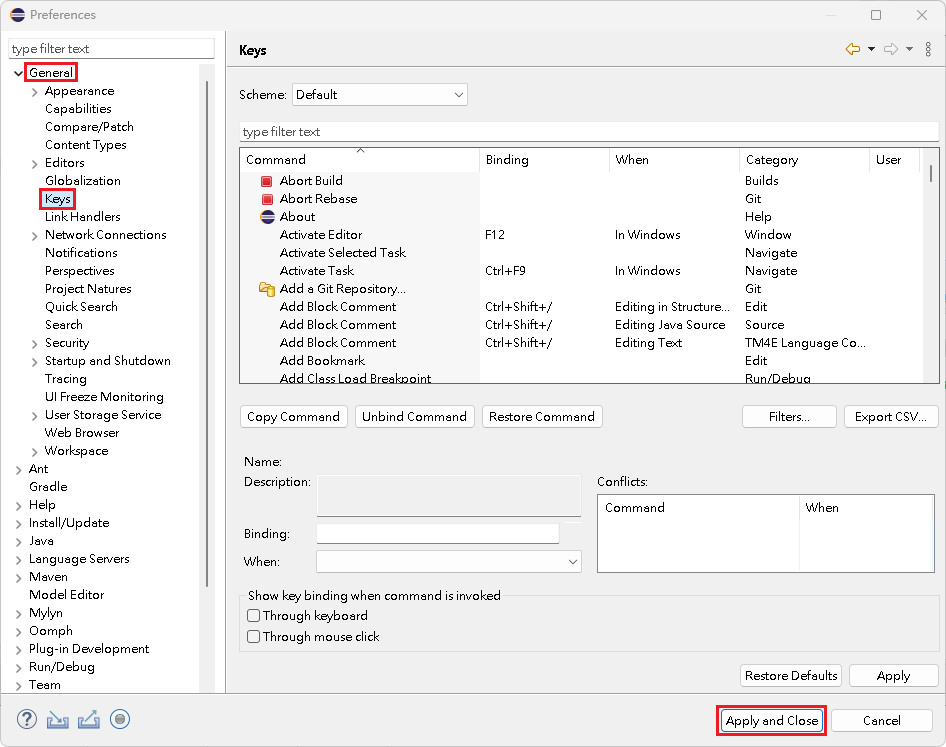 Preferences
type filter text
General
Appearance
Capabilities
Compare/Patch
Content Types
Editors
Globalization
Keys
Link Handlers
Network Connections
Notifications
Perspectives
Project Natures
Quick Search
Search
Security
Startup and Shutdown
Tracing
UI Freeze Monitoring
User Storage Service
Web Browser
Workspace
Ant
Gradle
Help
Install/Update
Java
Language Servers
Maven
Model Editor
Mylyn
Oomph
Plug-in Development
Run/Debug
Team
Keys
Scheme: Default
type filter text
Command Binding When Category User
Abort Build Builds
Abort Rebase Git
About Help
Activate Editor F12 In Windows Window
Activate Selected Task Navigate
Activate Task Ctrl+F9 In Windows Navigate
Add a Git Repository... Git
Add Block Comment Ctrl+Shift+/ Editing in Structure... Edit
Add Block Comment Ctrl+Shift+/ Editing Java Source Source
Add Block Comment Ctrl+Shift+/ Editing Text TM4E Language Co...
Add Bookmark Edit
Add Class Load Breakpoint Run/Debug
Copy Command Unbind Command Restore Command Filters... Export CSV...
Name:
Description:
Binding:
When:
Conflicts:
Command When
Show key binding when command is invoked
Through keyboard
Through mouse click
Restore Defaults Apply
? Apply and Close Cancel